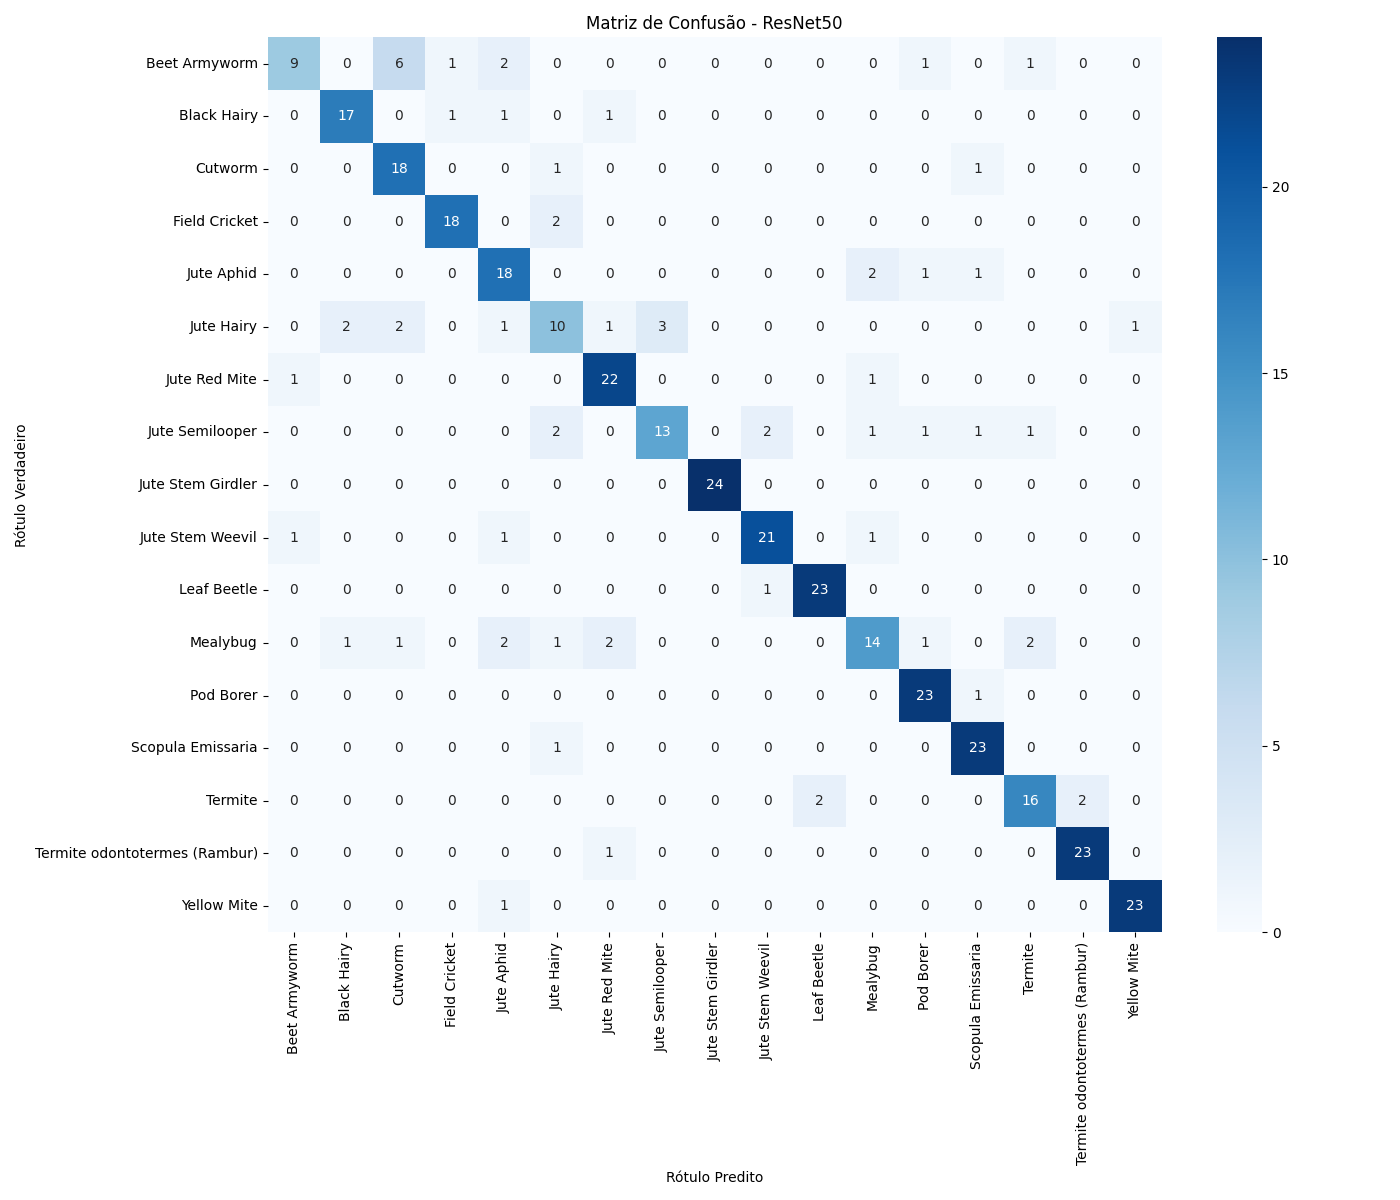 Matriz de Confusão - ResNet50
Rótulo Verdadeiro
Beet Armyworm 9 0 6 1 2 0 0 0 0 0 0 0 1 0 1 0 0
Black Hairy 0 17 0 1 1 0 1 0 0 0 0 0 0 0 0 0 0
Cutworm 0 0 18 0 0 1 0 0 0 0 0 0 0 1 0 0 0
Field Cricket 0 0 0 18 0 2 0 0 0 0 0 0 0 0 0 0 0
Jute Aphid 0 0 0 0 18 0 0 0 0 0 0 2 1 1 0 0 0
Jute Hairy 0 2 2 0 1 10 1 3 0 0 0 0 0 0 0 0 1
Jute Red Mite 1 0 0 0 0 0 22 0 0 0 0 1 0 0 0 0 0
Jute Semilooper 0 0 0 0 0 2 0 13 0 2 0 1 1 1 1 0 0
Jute Stem Girdler 0 0 0 0 0 0 0 0 24 0 0 0 0 0 0 0 0
Jute Stem Weevil 1 0 0 0 1 0 0 0 0 21 0 1 0 0 0 0 0
Leaf Beetle 0 0 0 0 0 0 0 0 0 1 23 0 0 0 0 0 0
Mealybug 0 1 1 0 2 1 2 0 0 0 0 14 1 0 2 0 0
Pod Borer 0 0 0 0 0 0 0 0 0 0 0 0 23 1 0 0 0
Scopula Emissaria 0 0 0 0 0 1 0 0 0 0 0 0 0 23 0 0 0
Termite 0 0 0 0 0 0 0 0 0 0 2 0 0 0 16 2 0
Termite odontotermes (Rambur) 0 0 0 0 0 0 1 0 0 0 0 0 0 0 0 23 0
Yellow Mite 0 0 0 0 1 0 0 0 0 0 0 0 0 0 0 0 23
Beet Armyworm
Black Hairy
Cutworm
Field Cricket
Jute Aphid
Jute Hairy
Jute Red Mite
Jute Semilooper
Jute Stem Girdler
Jute Stem Weevil
Leaf Beetle
Mealybug
Pod Borer
Scopula Emissaria
Termite
Termite odontotermes (Rambur)
Yellow Mite
Rótulo Predito
20
15
10
5
0